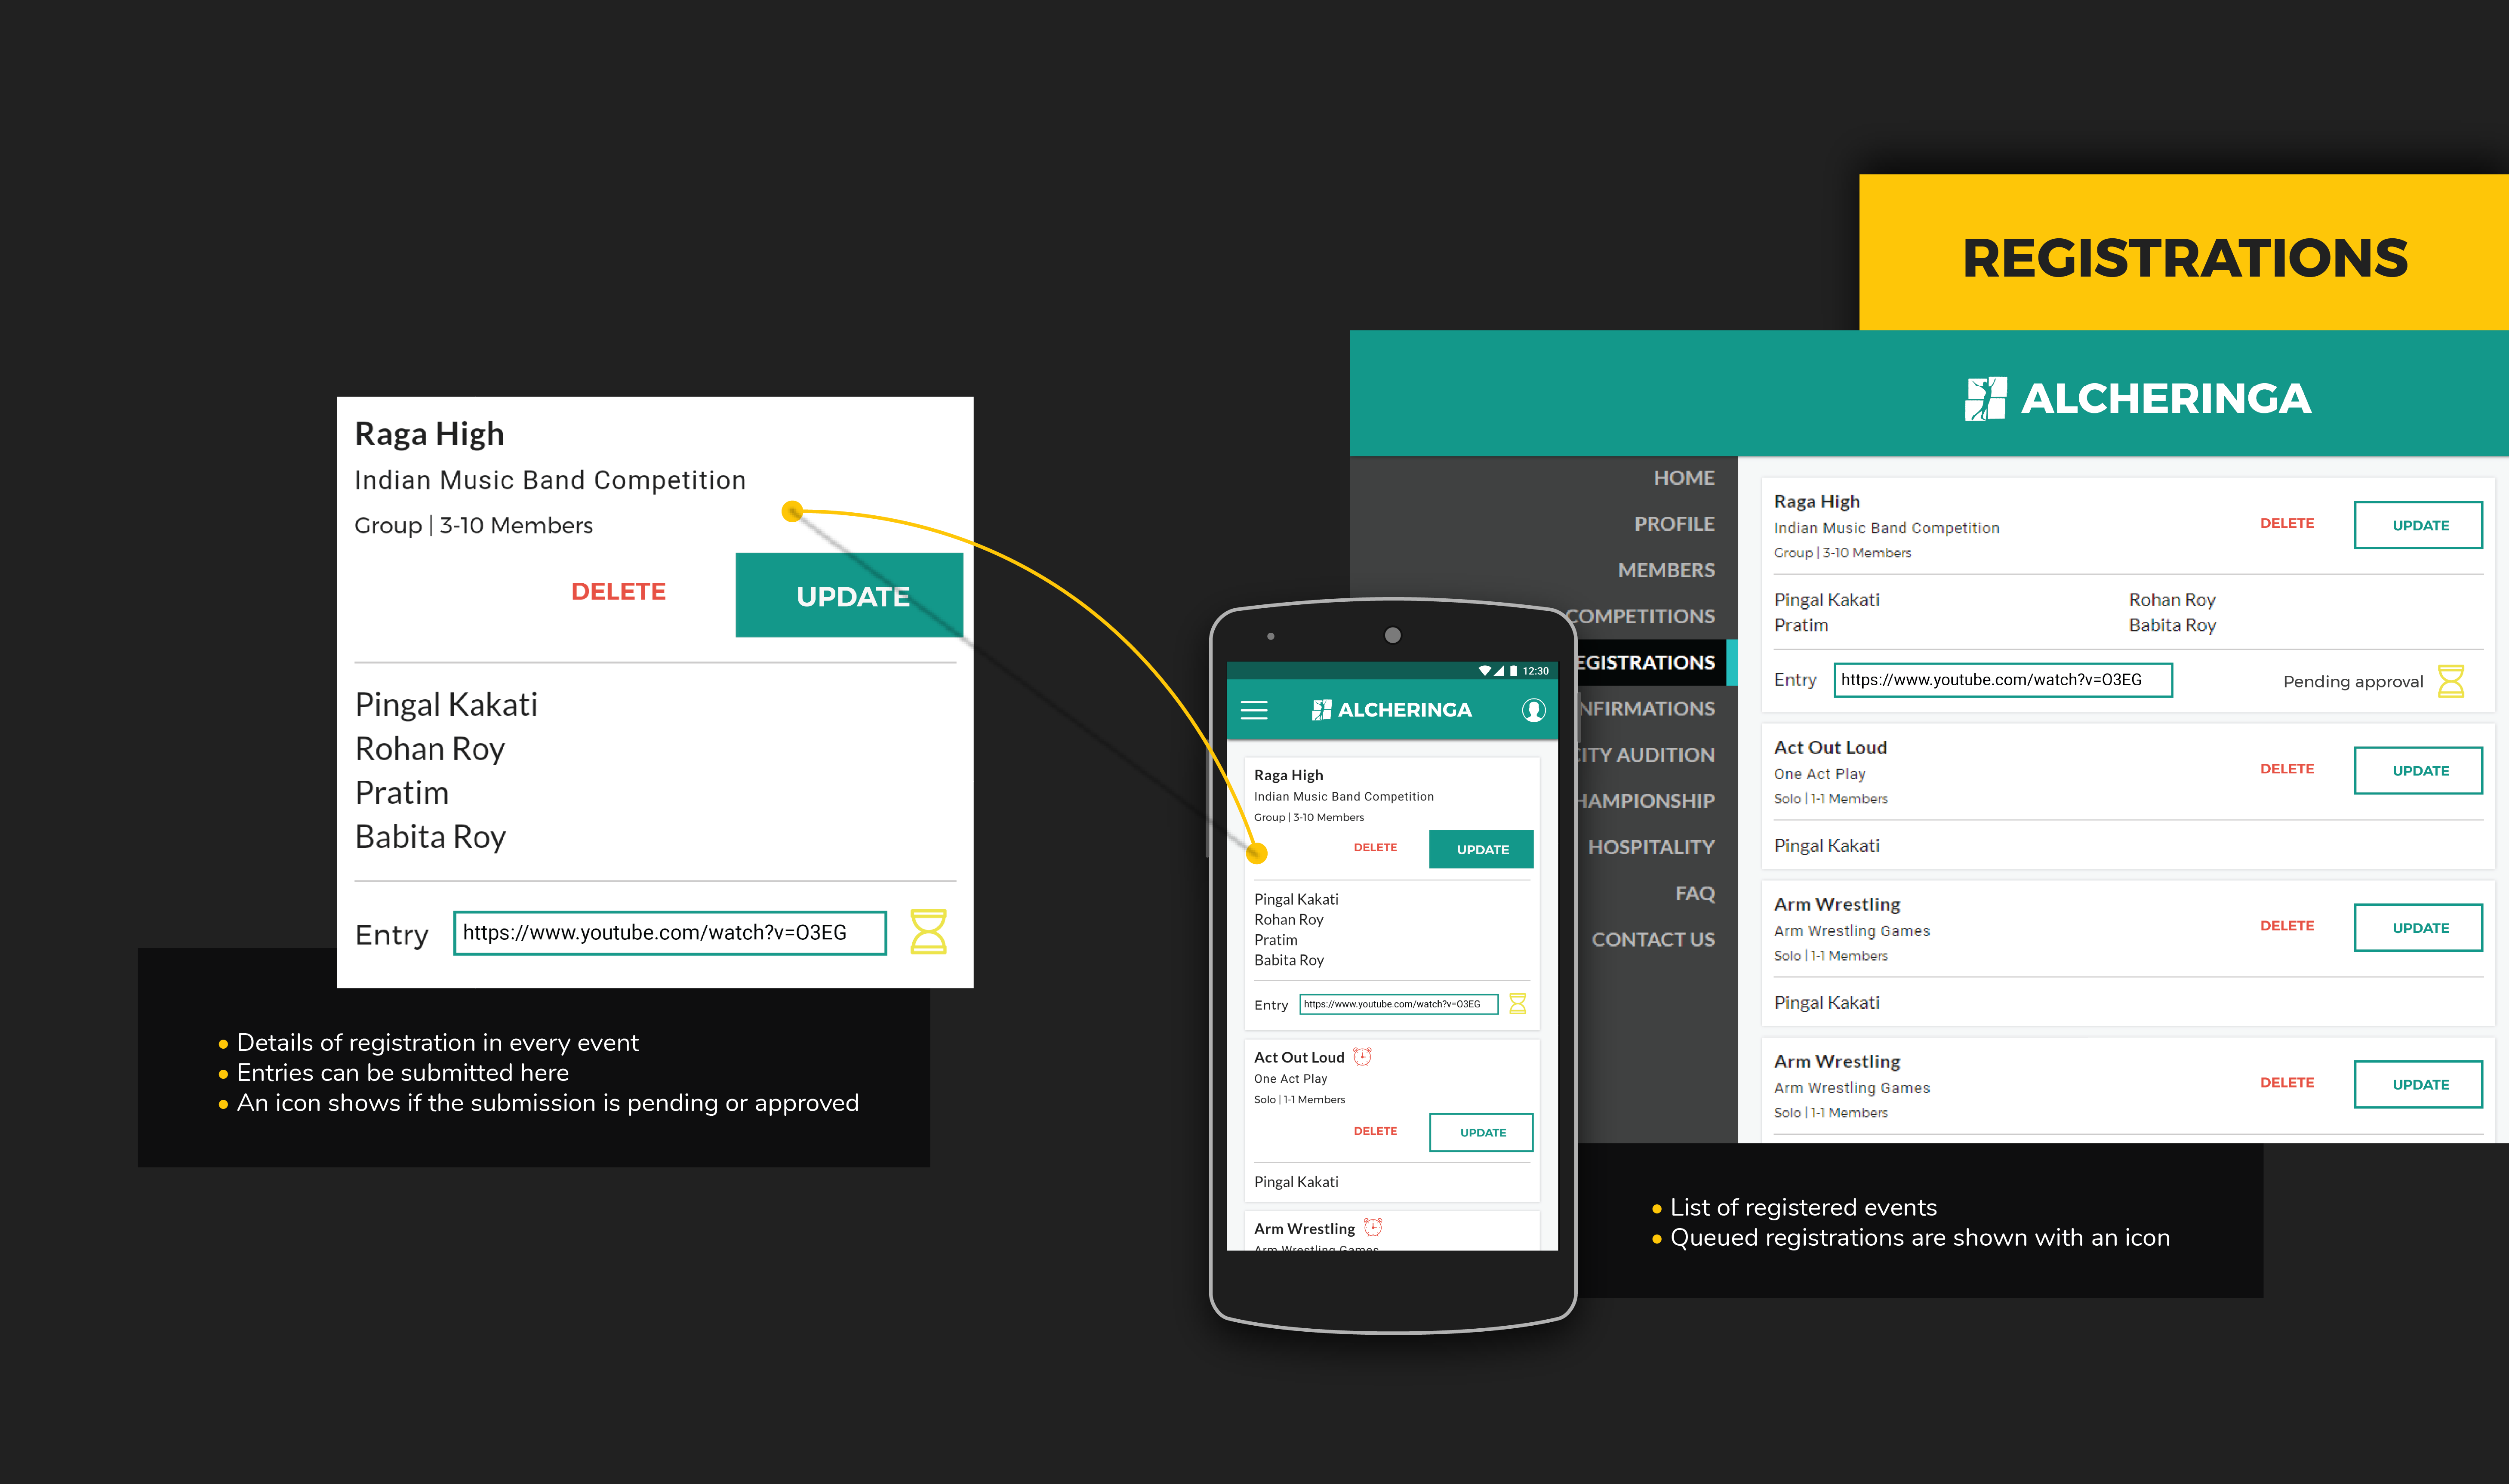 REGISTRATIONS
ALCHERINGA
Raga High
Indian Music Band Competition
Group | 3-10 Members
DELETE
UPDATE
Pingal Kakati
Rohan Roy
Pratim
Babita Roy
Entry
https://www.youtube.com/watch?v=O3EG
• Details of registration in every event
• Entries can be submitted here
• An icon shows if the submission is pending or approved
12:30
ALCHERINGA
Raga High
Indian Music Band Competition
Group | 3-10 Members
DELETE
UPDATE
Pingal Kakati
Rohan Roy
Pratim
Babita Roy
Entry
https://www.youtube.com/watch?v=O3EG
Act Out Loud
One Act Play
Solo | 1-1 Members
DELETE
UPDATE
Pingal Kakati
Arm Wrestling
Arm Wrestling Games
HOME
PROFILE
MEMBERS
COMPETITIONS
EGISTRATIONS
NFIRMATIONS
CITY AUDITION
HAMPIONSHIP
HOSPITALITY
FAQ
CONTACT US
Raga High
Indian Music Band Competition
Group | 3-10 Members
DELETE
UPDATE
Pingal Kakati Rohan Roy
Pratim Babita Roy
Entry https://www.youtube.com/watch?v=O3EG Pending approval
Act Out Loud
One Act Play
Solo | 1-1 Members
DELETE
UPDATE
Pingal Kakati
Arm Wrestling
Arm Wrestling Games
Solo | 1-1 Members
DELETE
UPDATE
Pingal Kakati
Arm Wrestling
Arm Wrestling Games
Solo | 1-1 Members
DELETE
UPDATE
• List of registered events
• Queued registrations are shown with an icon